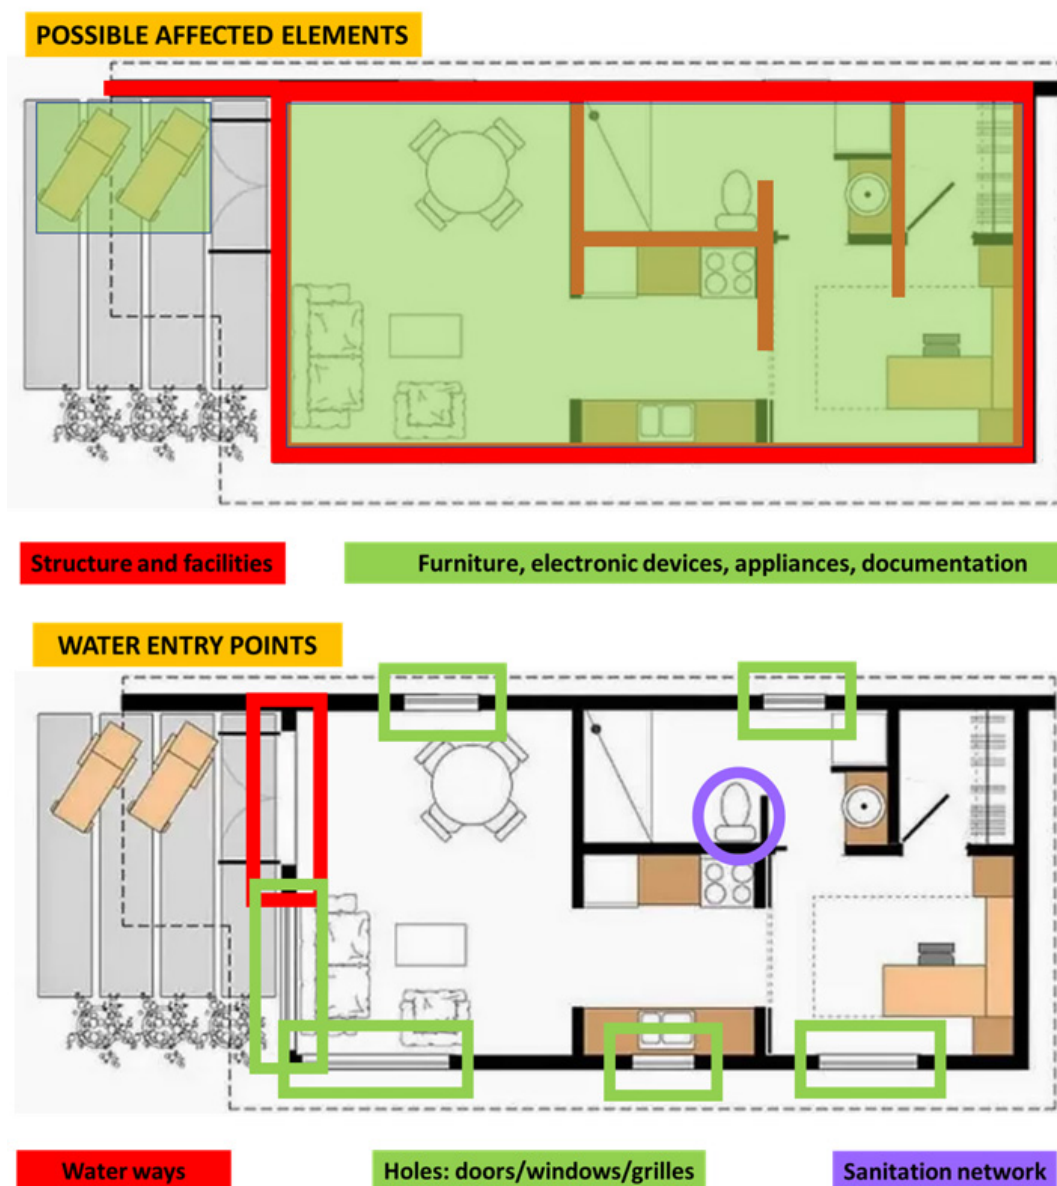 POSSIBLE AFFECTED ELEMENTS
Structure and facilities
Furniture, electronic devices, appliances, documentation
WATER ENTRY POINTS
Water ways
Holes: doors/windows/grilles
Sanitation network